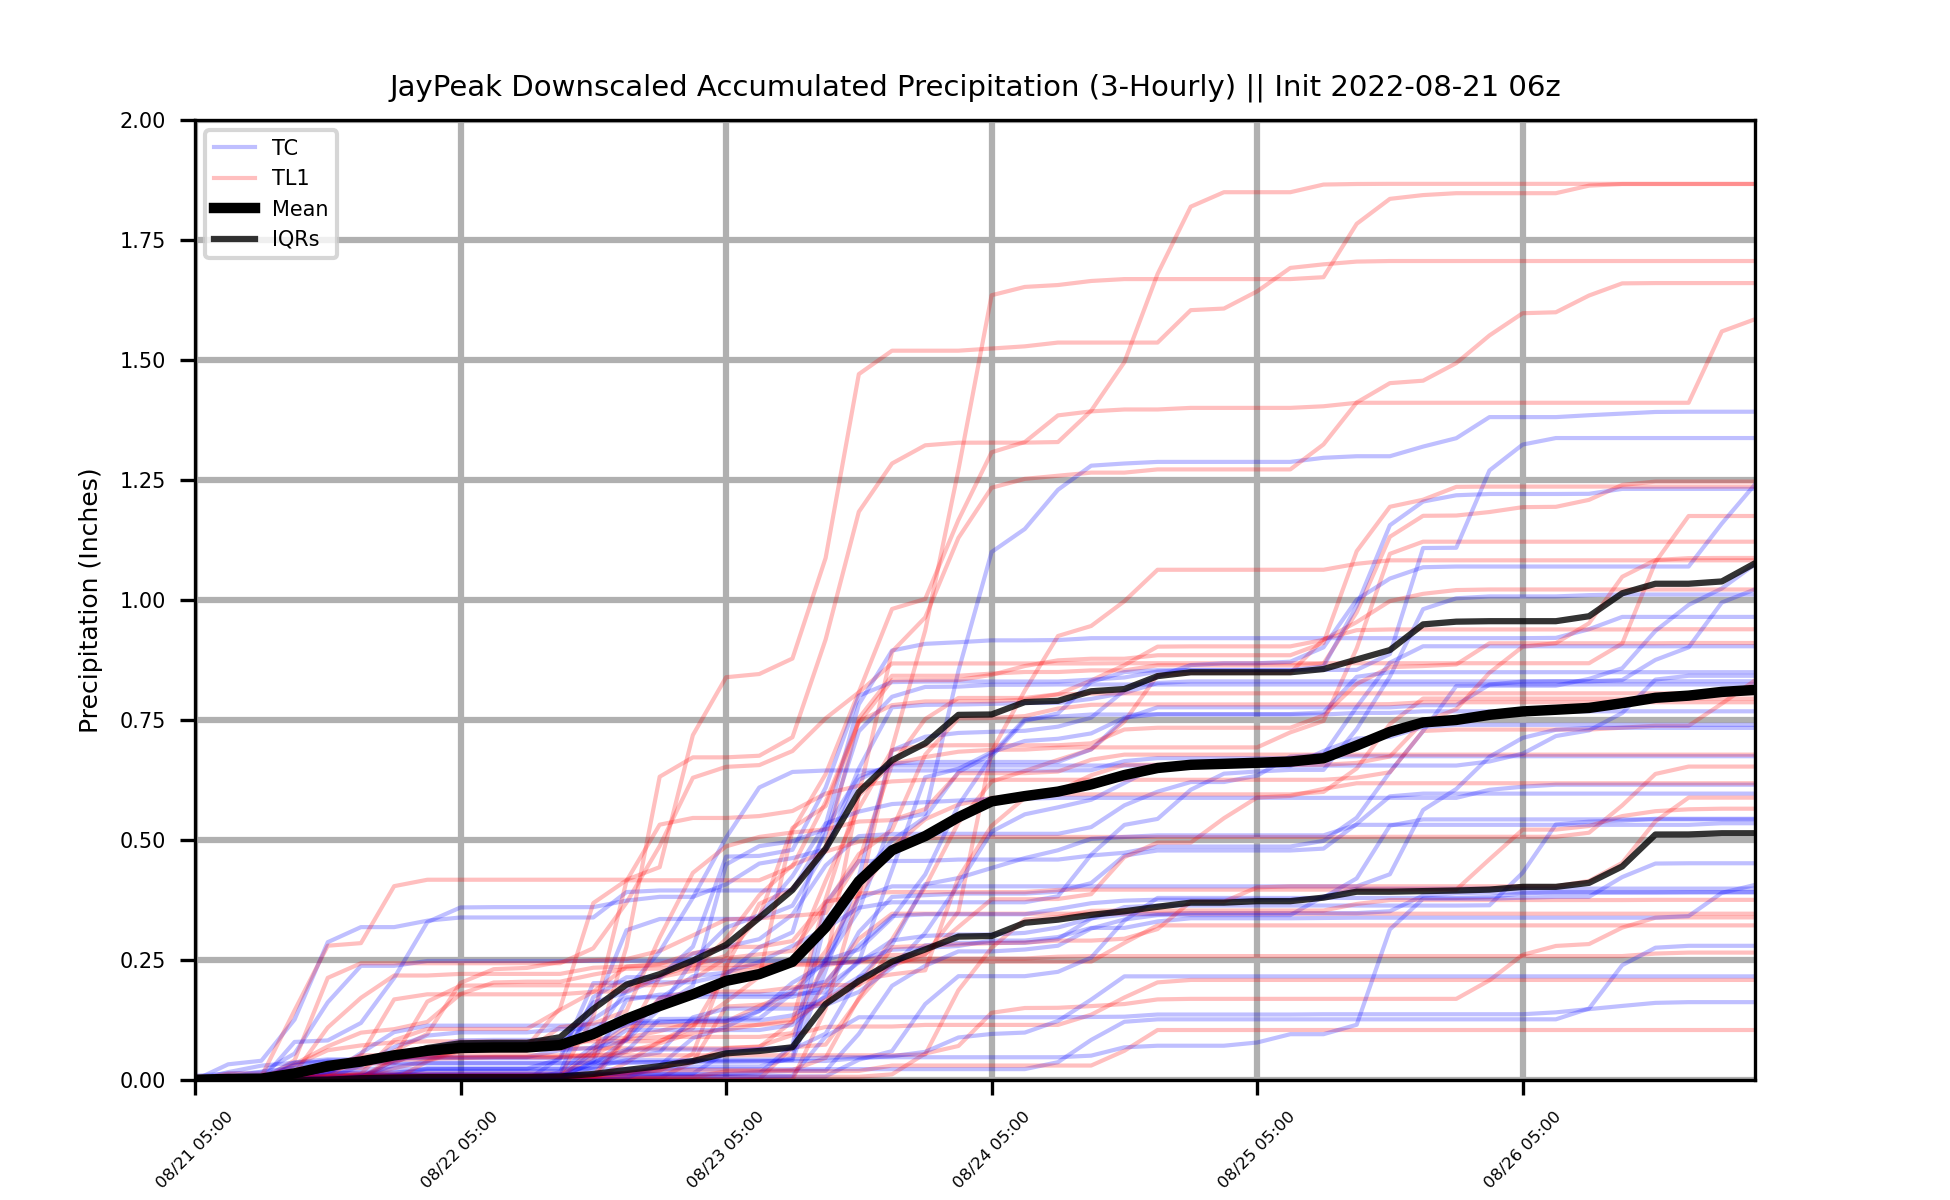 JayPeak Downscaled Accumulated Precipitation (3-Hourly) || Init 2022-08-21 06z
Precipitation (Inches)
2.00
1.75
1.50
1.25
1.00
0.75
0.50
0.25
0.00
TC
TL1
Mean
IQRs
08/21 05:00
08/22 05:00
08/23 05:00
08/24 05:00
08/25 05:00
08/26 05:00